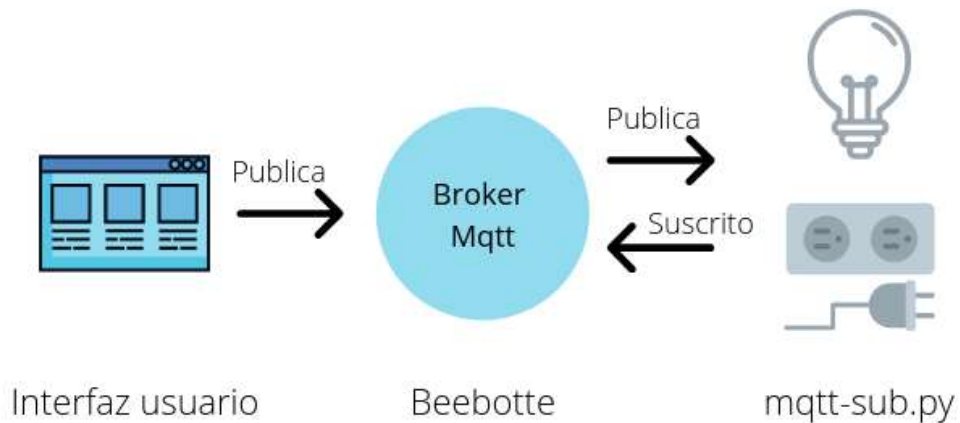 Publica
Broker
Mqtt
Publica
Suscrito
Interfaz usuario
Beebotte
mqtt-sub.py